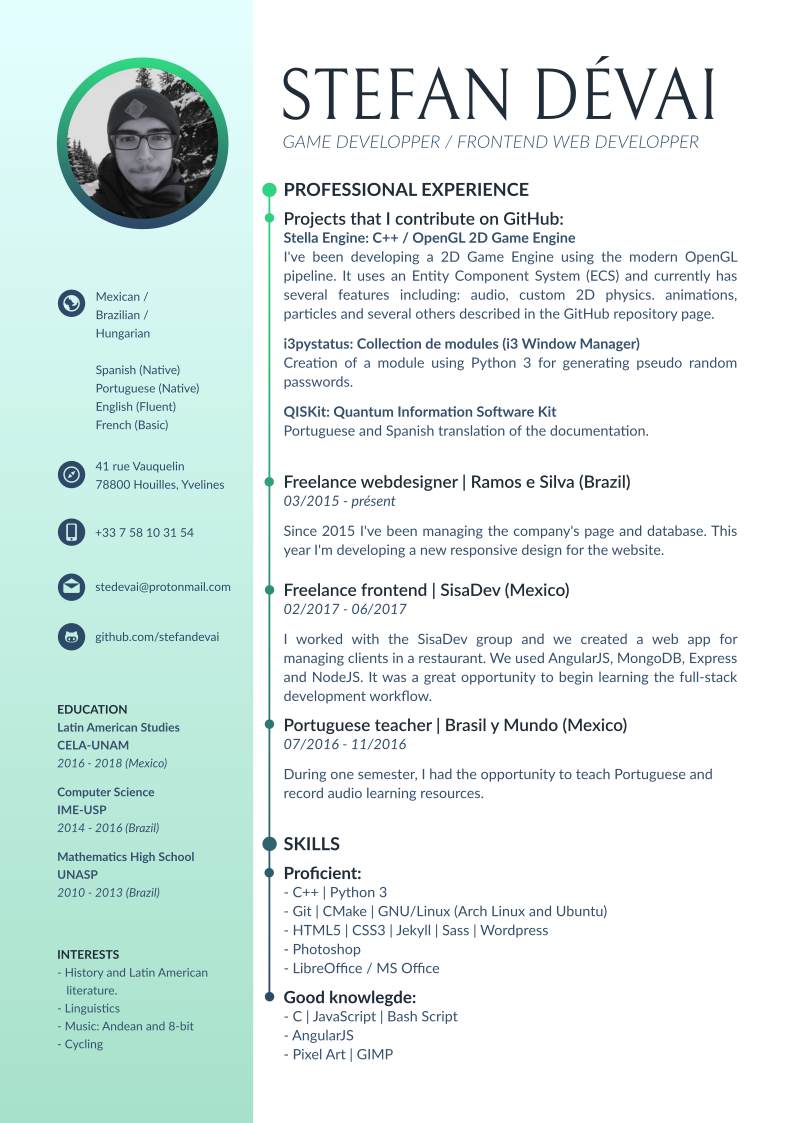 STEFAN DÉVAI
GAME DEVELOPPER / FRONTEND WEB DEVELOPPER
Mexican /
Brazilian /
Hungarian
Spanish (Native)
Portuguese (Native)
English (Fluent)
French (Basic)
41 rue Vauquelin
78800 Houilles, Yvelines
+33 7 58 10 31 54
stedevai@protonmail.com
github.com/stefandevai
EDUCATION
Latin American Studies
CELA-UNAM
2016 - 2018 (Mexico)
Computer Science
IME-USP
2014 - 2016 (Brazil)
Mathematics High School
UNASP
2010 - 2013 (Brazil)
INTERESTS
- History and Latin American
literature.
- Linguistics
- Music: Andean and 8-bit
- Cycling
PROFESSIONAL EXPERIENCE
Projects that I contribute on GitHub:
Stella Engine: C++ / OpenGL 2D Game Engine
I've been developing a 2D Game Engine using the modern OpenGL
pipeline. It uses an Entity Component System (ECS) and currently has
several features including: audio, custom 2D physics. animations,
particles and several others described in the GitHub repository page.
i3pystatus: Collection de modules (i3 Window Manager)
Creation of a module using Python 3 for generating pseudo random
passwords.
QISKit: Quantum Information Software Kit
Portuguese and Spanish translation of the documentation.
Freelance webdesigner | Ramos e Silva (Brazil)
03/2015 - présent
Since 2015 I've been managing the company's page and database. This
year I'm developing a new responsive design for the website.
Freelance frontend | SisaDev (Mexico)
02/2017 - 06/2017
I worked with the SisaDev group and we created a web app for
managing clients in a restaurant. We used AngularJS, MongoDB, Express
and NodeJS. It was a great opportunity to begin learning the full-stack
development workflow.
Portuguese teacher | Brasil y Mundo (Mexico)
07/2016 - 11/2016
During one semester, I had the opportunity to teach Portuguese and
record audio learning resources.
SKILLS
Proficient:
- C++ | Python 3
- Git | CMake | GNU/Linux (Arch Linux and Ubuntu)
- HTML5 | CSS3 | Jekyll | Sass | Wordpress
- Photoshop
- LibreOffice / MS Office
Good knowlegde:
- C | JavaScript | Bash Script
- AngularJS
- Pixel Art | GIMP